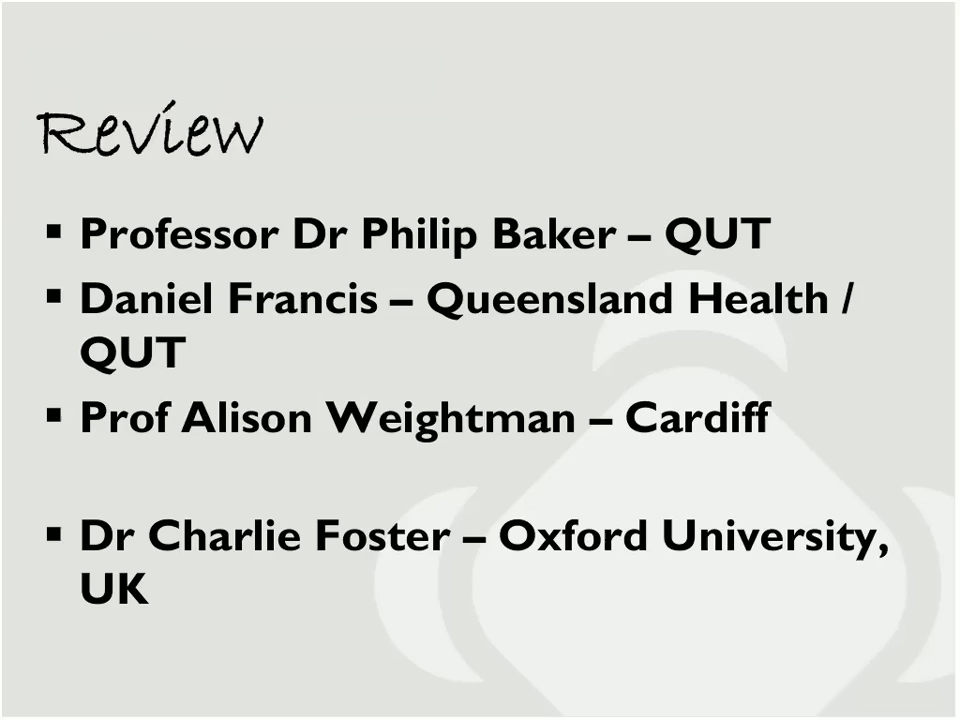 Review
▪ Professor Dr Philip Baker – QUT
▪ Daniel Francis – Queensland Health /
QUT
▪ Prof Alison Weightman – Cardiff
▪ Dr Charlie Foster – Oxford University,
UK